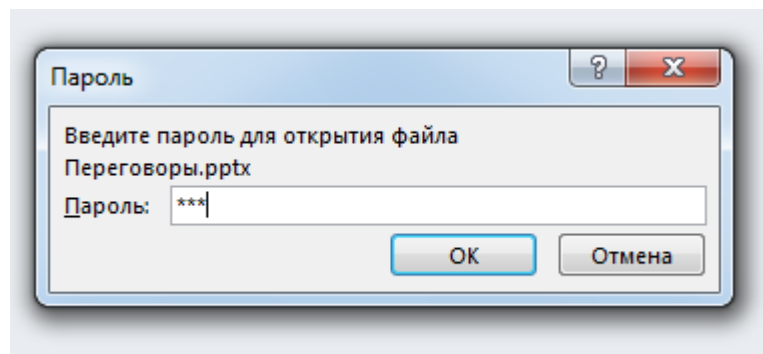 Пароль
Введите пароль для открытия файла
Переговоры.pptx
Пароль: ***
ОК Отмена